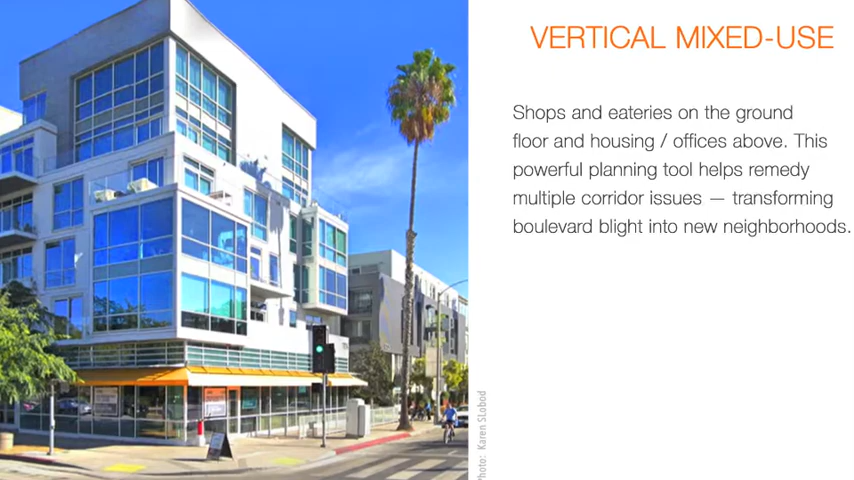 VERTICAL MIXED-USE
Shops and eateries on the ground
floor and housing / offices above. This
powerful planning tool helps remedy
multiple corridor issues — transforming
boulevard blight into new neighborhoods.
Photo: Karen SLobod